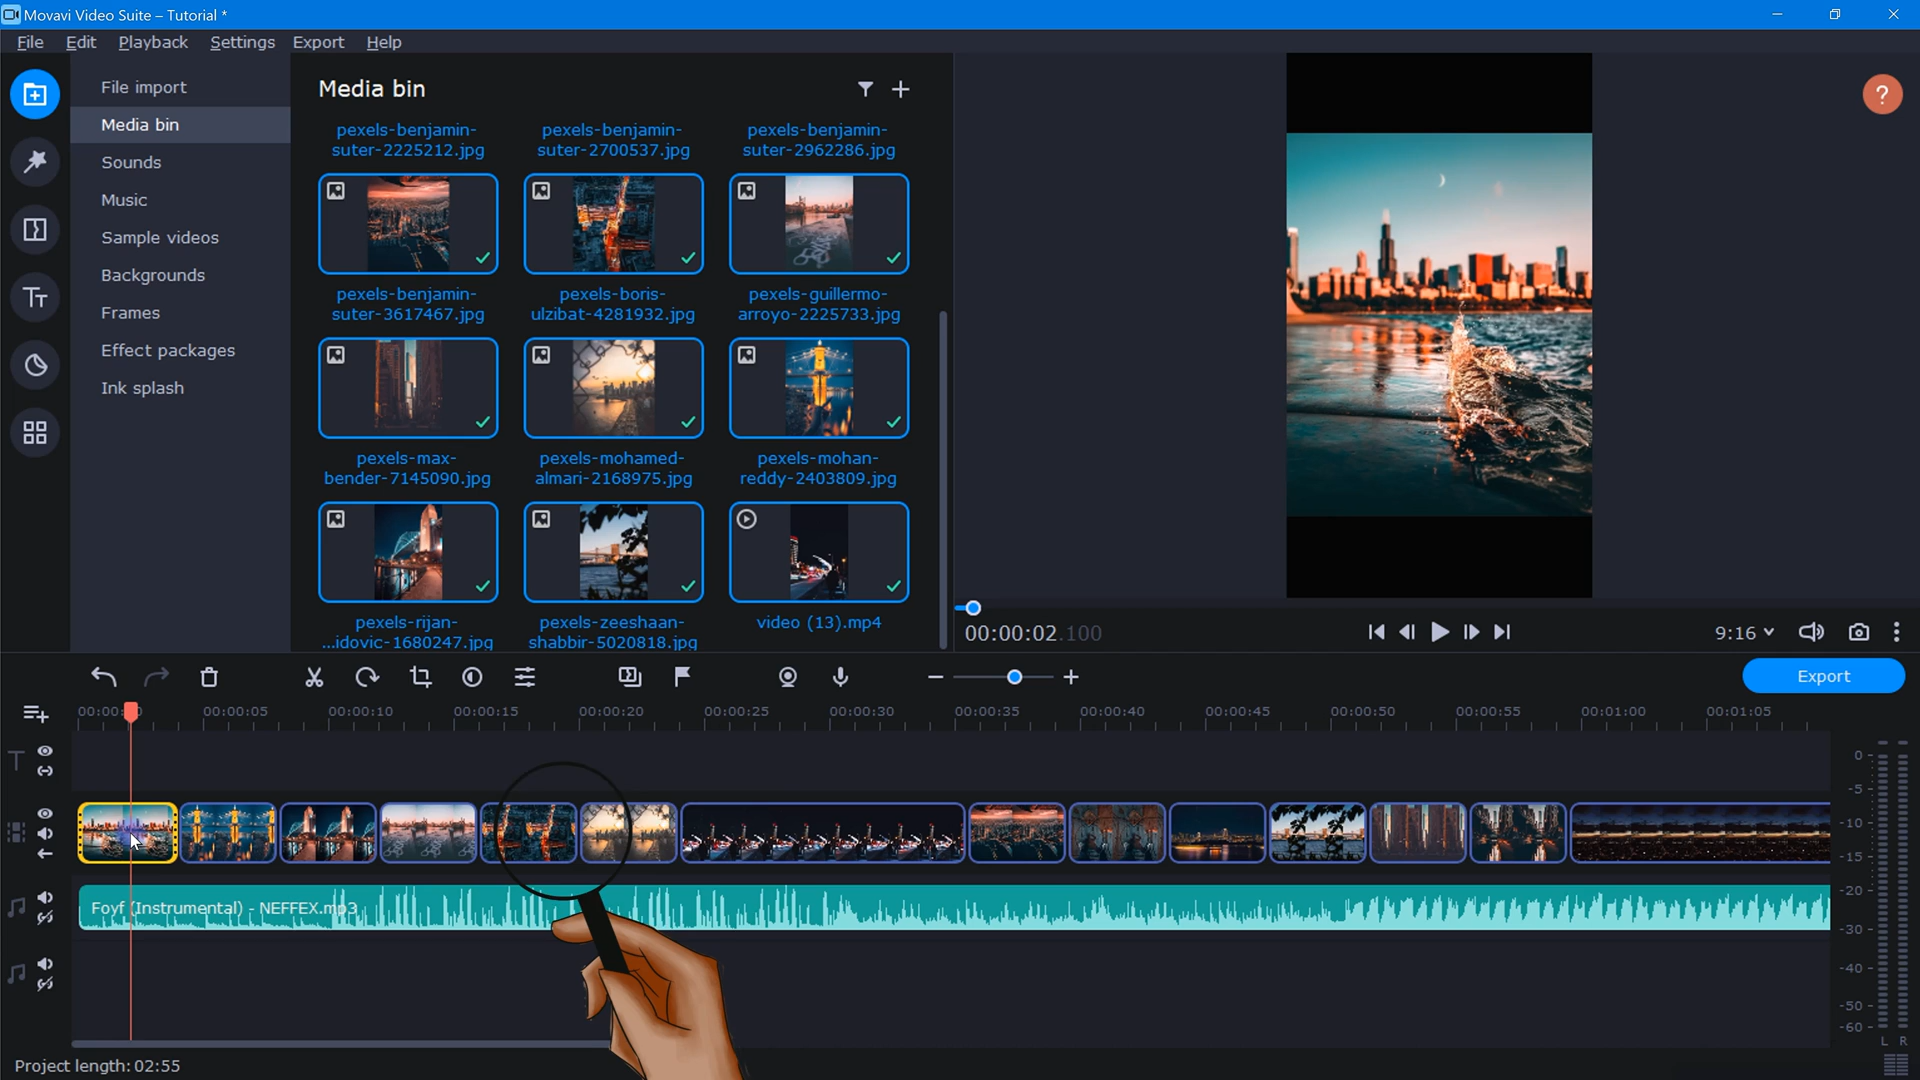 Movavi Video Suite – Tutorial *
File Edit Playback Settings Export Help
File import
Media bin
Sounds
Music
Sample videos
Backgrounds
Frames
Effect packages
Ink splash
Media bin
pexels-benjamin-
suter-2225212.jpg
pexels-benjamin-
suter-2700537.jpg
pexels-benjamin-
suter-2962286.jpg
pexels-benjamin-
suter-3617467.jpg
pexels-boris-
ulzibat-4281932.jpg
pexels-guillermo-
arroyo-2225733.jpg
pexels-max-
bender-7145090.jpg
pexels-mohamed-
almari-2168975.jpg
pexels-mohan-
reddy-2403809.jpg
pexels-rijan-
...idovic-1680247.jpg
pexels-zeeshaan-
shabbir-5020818.jpg
video (13).mp4
?
00:00:02.100
9:16
Export
00:00:05 00:00:10 00:00:15 00:00:20 00:00:25 00:00:30 00:00:35 00:00:40 00:00:45 00:00:50 00:00:55 00:01:00 00:01:05
Foyf (Instrumental) - NEFFEX.mp3
0
-5
-10
-15
-20
-30
-40
-50
-60
L R
Project length: 02:55